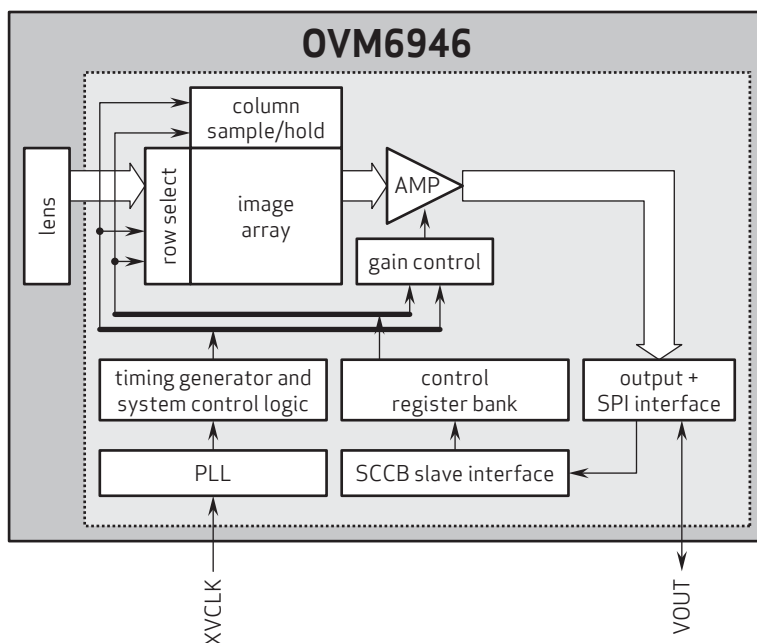 OVM6946
column
sample/hold
lens
row select
image
array
AMP
gain control
timing generator and
system control logic
control
register bank
output +
SPI interface
PLL
SCCB slave interface
XVCLK
VOUT